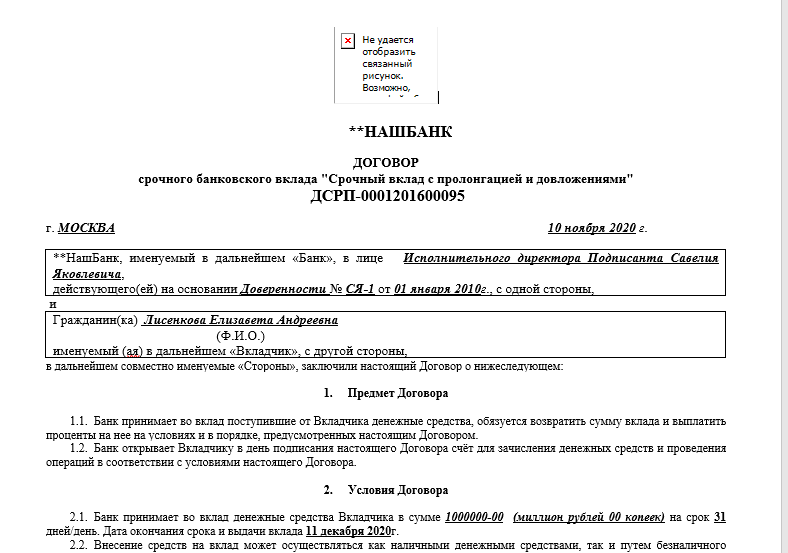 Не удается
отобразить
связанный
рисунок.
Возможно,
**НАШБАНК
ДОГОВОР
срочного банковского вклада "Срочный вклад с пролонгацией и довложениями"
ДСРП-0001201600095
г. МОСКВА 10 ноября 2020 г.
**НашБанк, именуемый в дальнейшем «Банк», в лице Исполнительного директора Подписанта Савелия
Яковлевича,
действующего(ей) на основании Доверенности № СЯ-1 от 01 января 2010г., с одной стороны,
и
Гражданин(ка) Лисенкова Елизавета Андреевна
(Ф.И.О.)
именуемый (ая) в дальнейшем «Вкладчик», с другой стороны,
в дальнейшем совместно именуемые «Стороны», заключили настоящий Договор о нижеследующем:
1. Предмет Договора
1.1. Банк принимает во вклад поступившие от Вкладчика денежные средства, обязуется возвратить сумму вклада и выплатить
проценты на нее на условиях и в порядке, предусмотренных настоящим Договором.
1.2. Банк открывает Вкладчику в день подписания настоящего Договора счёт для зачисления денежных средств и проведения
операций в соответствии с условиями настоящего Договора.
2. Условия Договора
2.1. Банк принимает во вклад денежные средства Вкладчика в сумме 1000000-00 (миллион рублей 00 копеек) на срок 31
дней/день. Дата окончания срока и выдачи вклада 11 декабря 2020г.
2.2. Внесение средств на вклад может осуществляться как наличными денежными средствами, так и путем безналичного